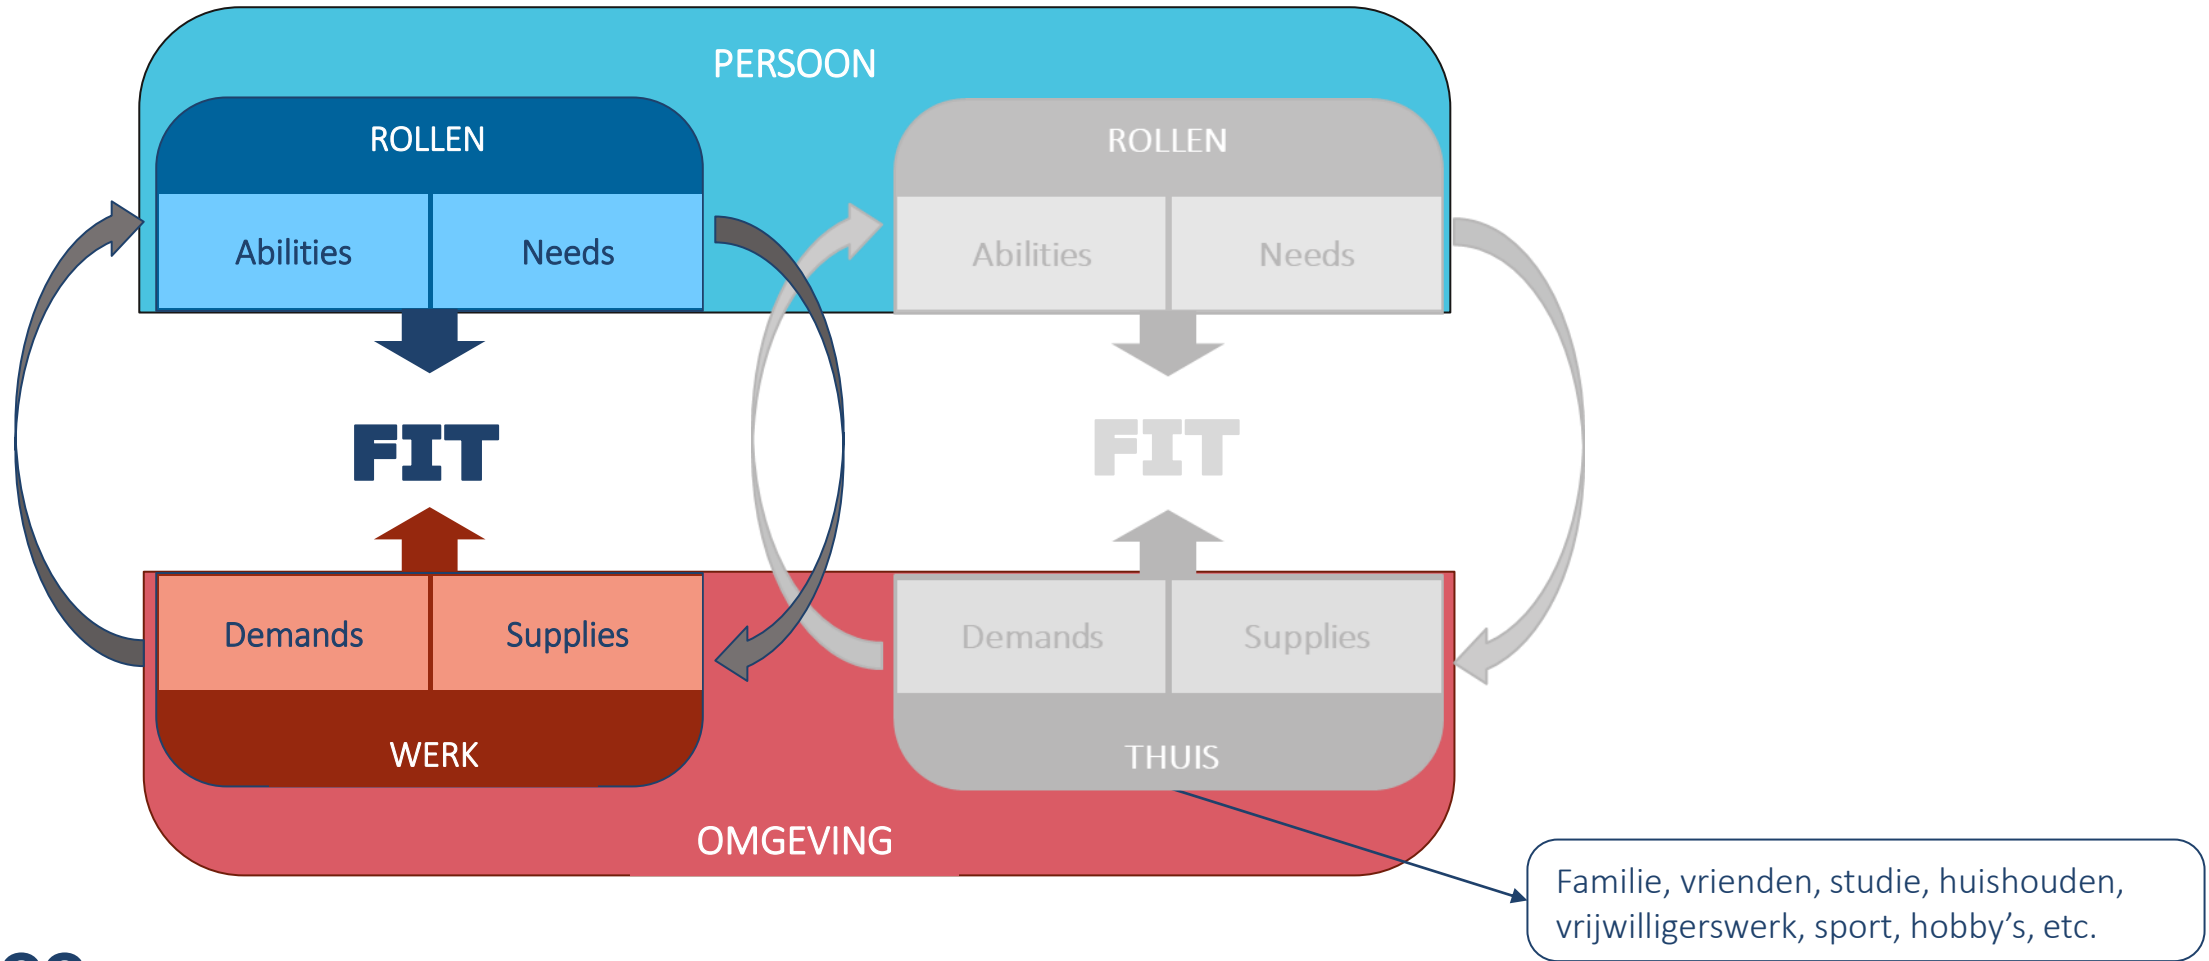 PERSOON
ROLLEN
ROLLEN
Abilities
Needs
Abilities
Needs
FIT
FIT
Demands
Supplies
Demands
Supplies
WERK
THUIS
OMGEVING
Familie, vrienden, studie, huishouden,
vrijwilligerswerk, sport, hobby’s, etc.